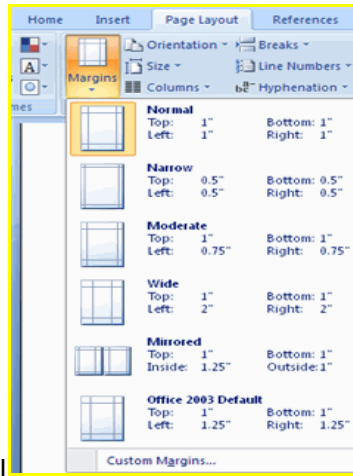 Home Insert Page Layout References
Orientation Breaks
A Margins Size Line Numbers
Columns Hyphenation
mes
Normal
Top: 1" Bottom: 1"
Left: 1" Right: 1"
Narrow
Top: 0.5" Bottom: 0.5"
Left: 0.5" Right: 0.5"
Moderate
Top: 1" Bottom: 1"
Left: 0.75" Right: 0.75"
Wide
Top: 1" Bottom: 1"
Left: 2" Right: 2"
Mirrored
Top: 1" Bottom: 1"
Inside: 1.25" Outside: 1"
Office 2003 Default
Top: 1" Bottom: 1"
Left: 1.25" Right: 1.25"
Custom Margins...